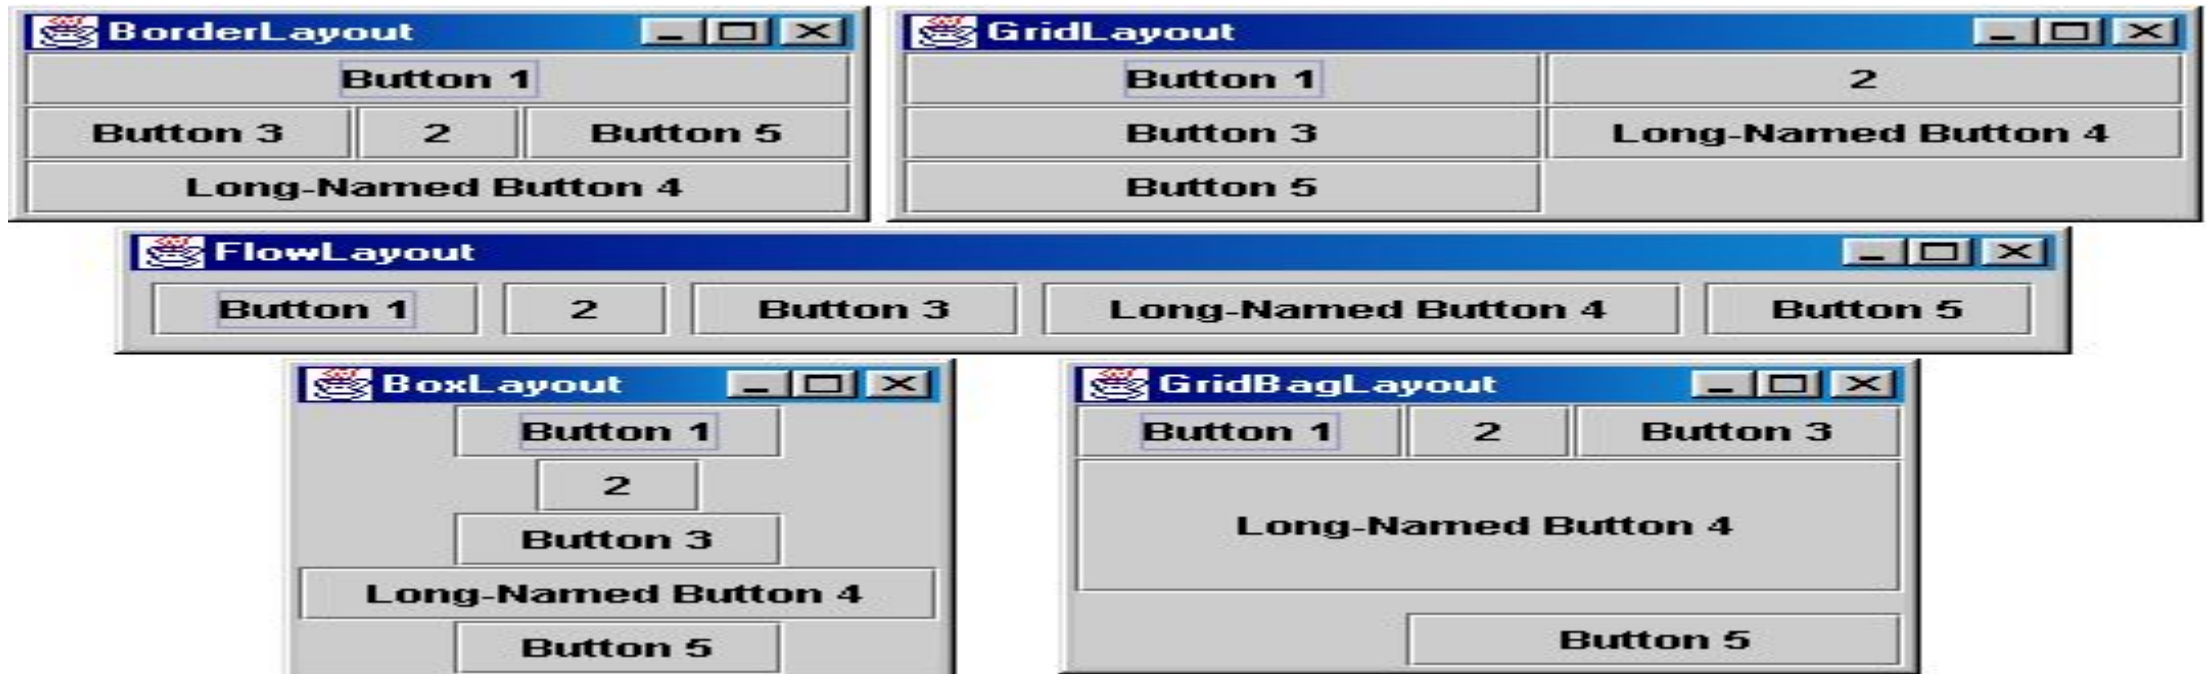 BorderLayout
Button 1
Button 3 2 Button 5
Long-Named Button 4
GridLayout
Button 1 2
Button 3 Long-Named Button 4
Button 5
FlowLayout
Button 1 2 Button 3 Long-Named Button 4 Button 5
BoxLayout
Button 1
2
Button 3
Long-Named Button 4
Button 5
GridBagLayout
Button 1 2 Button 3
Long-Named Button 4
Button 5